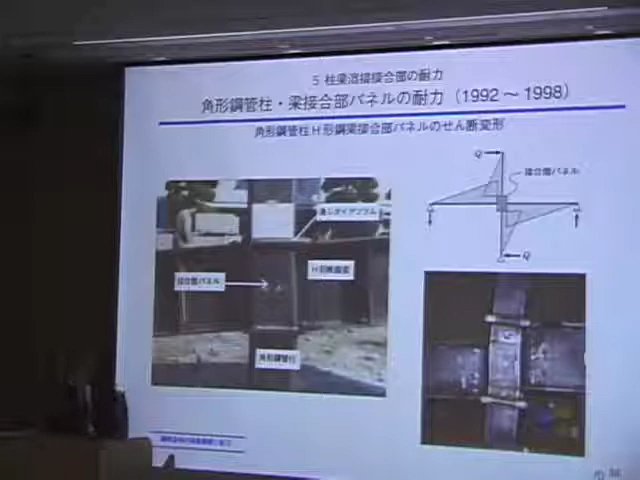 5 柱梁溶接接合部の耐力
角形鋼管柱・梁接合部パネルの耐力（1992～1998）
角形鋼管柱H形鋼梁接合部パネルのせん断変形
Q
接合部パネル
通しダイアフラム
H形鋼梁
接合部パネル
角形鋼管柱
Q